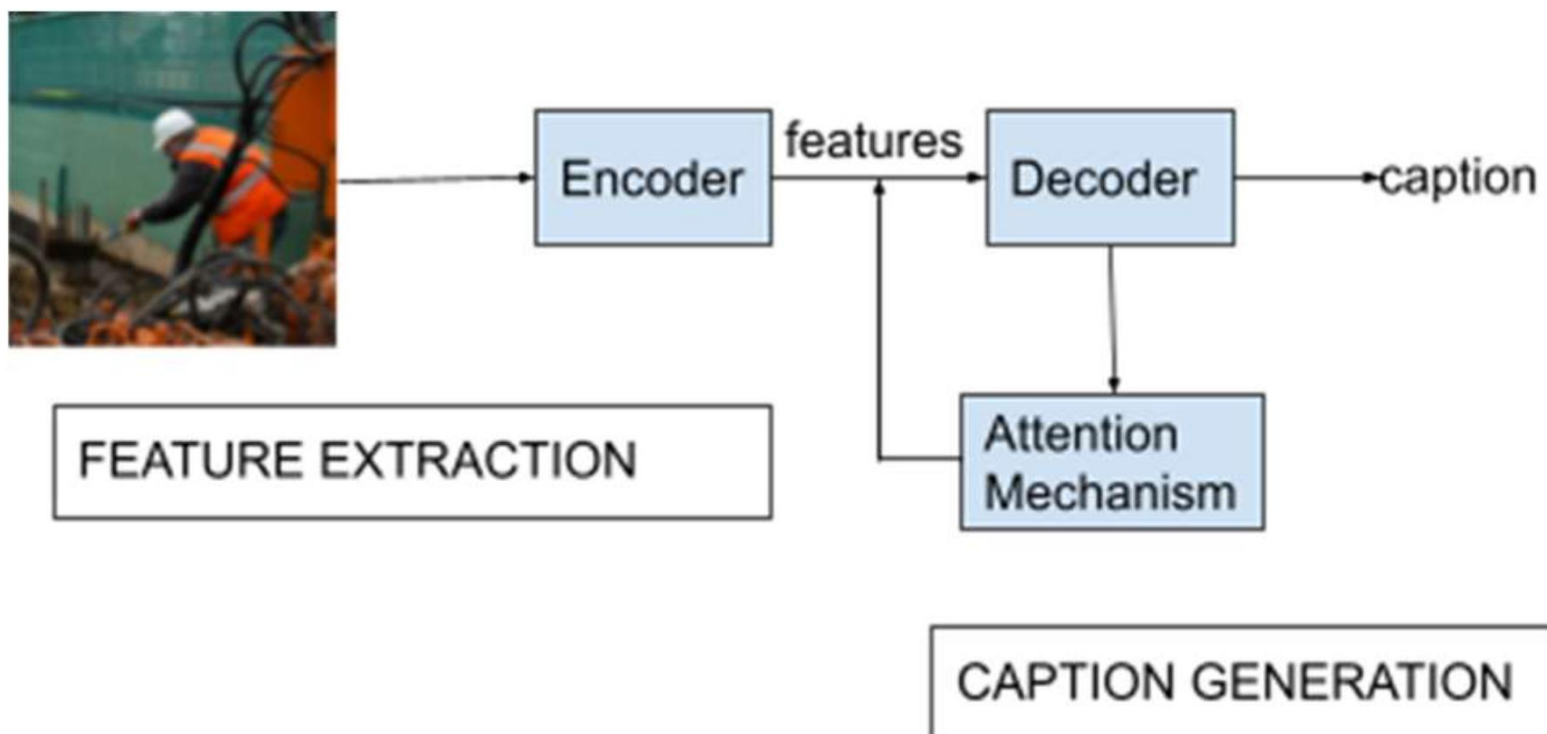 features
Encoder
Decoder
caption
FEATURE EXTRACTION
Attention
Mechanism
CAPTION GENERATION